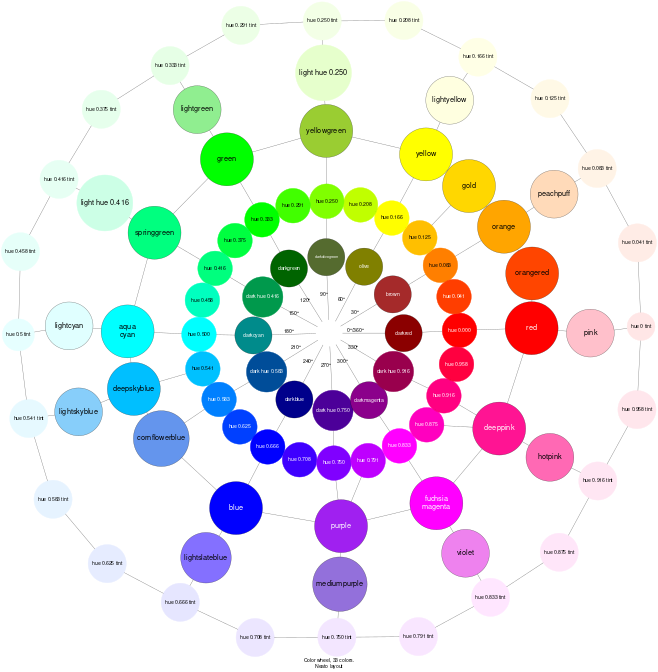 hue 0.250 tint
hue 0.208 tint
hue 0.291 tint
hue 0.166 tint
hue 0.333 tint
light hue 0.250
hue 0.125 tint
lightyellow
lightgreen
hue 0.375 tint
yellowgreen
yellow
green
hue 0.083 tint
hue 0.416 tint
gold
peachpuff
light hue 0.416
hue 0.250
hue 0.291
hue 0.208
hue 0.333
hue 0.166
orange
springgreen
hue 0.375
hue 0.125
hue 0.041 tint
hue 0.458 tint
darkolivegreen
olive
darkgreen
hue 0.416
hue 0.083
orangered
brown
dark hue 0.416
hue 0.458
hue 0.041
90°
60°
120°
30°
150°
hue 0 tint
hue 0.5 tint
lightcyan
aqua
cyan
hue 0.500
darkcyan
180°
0°/360°
darkred
hue 0.000
red
pink
210°
330°
240°
300°
270°
hue 0.541
hue 0.958
dark hue 0.583
dark hue 0.916
deepskyblue
hue 0.583
darkblue
dark hue 0.750
darkmagenta
hue 0.916
hue 0.958 tint
lightskyblue
hue 0.541 tint
hue 0.625
hue 0.875
deeppink
cornflowerblue
hue 0.666
hue 0.708
hue 0.750
hue 0.791
hue 0.833
hotpink
hue 0.916 tint
hue 0.583 tint
blue
fuchsia
magenta
purple
hue 0.625 tint
lightslateblue
violet
hue 0.875 tint
mediumpurple
hue 0.666 tint
hue 0.833 tint
hue 0.708 tint
hue 0.750 tint
hue 0.791 tint
Color wheel, 33 colors.
Neato layout